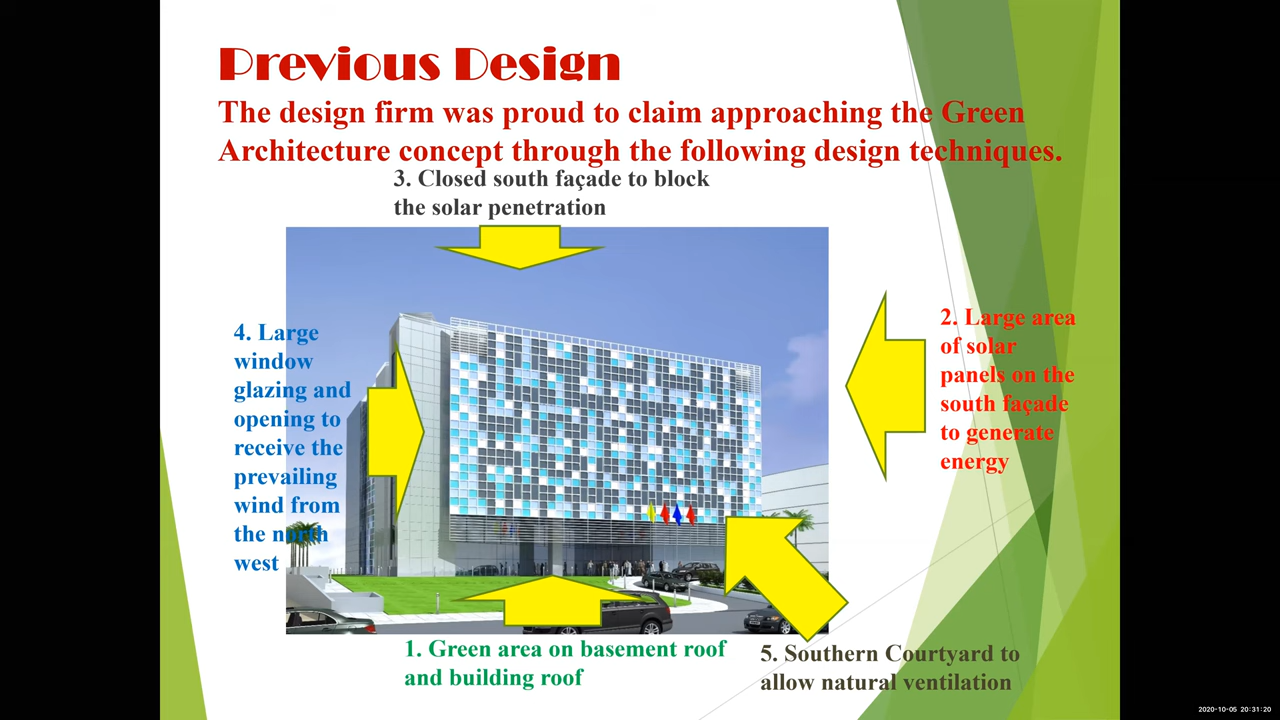 Previous Design
The design firm was proud to claim approaching the Green
Architecture concept through the following design techniques.
3. Closed south façade to block
the solar penetration
4. Large
window
glazing and
opening to
receive the
prevailing
wind from
the north
west
2. Large area
of solar
panels on the
south façade
to generate
energy
1. Green area on basement roof
and building roof
5. Southern Courtyard to
allow natural ventilation
2020-10-05 20:31:20